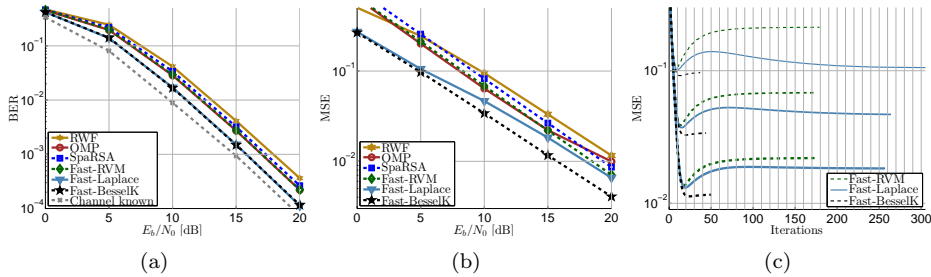 10^{-1}
10^{-2}
10^{-3}
10^{-4}
BER
0
5
10
15
20
E_b/N_0 [dB]
RWF
OMP
SpaRSA
Fast-RVM
Fast-Laplace
Fast-BesselK
Channel known
(a)
10^{-1}
10^{-2}
MSE
0
5
10
15
20
E_b/N_0 [dB]
RWF
OMP
SpaRSA
Fast-RVM
Fast-Laplace
Fast-BesselK
(b)
10^{-1}
10^{-2}
MSE
0
50
100
150
200
250
300
Iterations
Fast-RVM
Fast-Laplace
Fast-BesselK
(c)